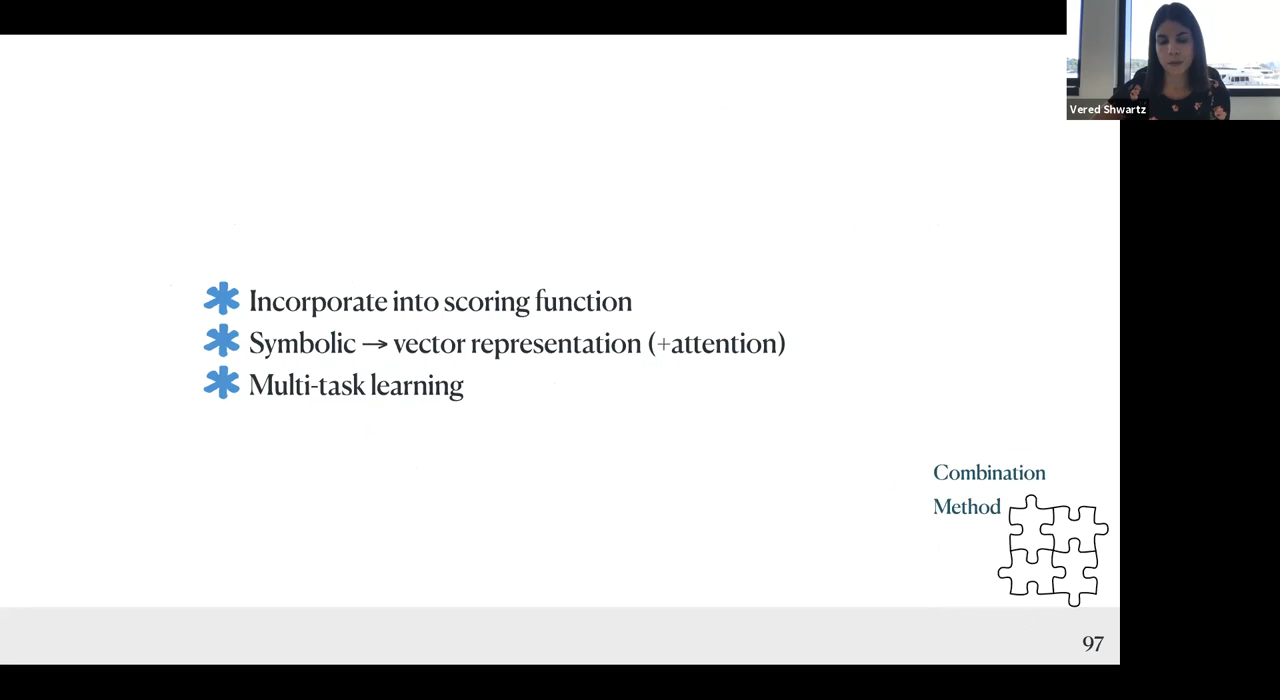 Vered Shwartz
Incorporate into scoring function
Symbolic → vector representation (+attention)
Multi-task learning
Combination
Method
97